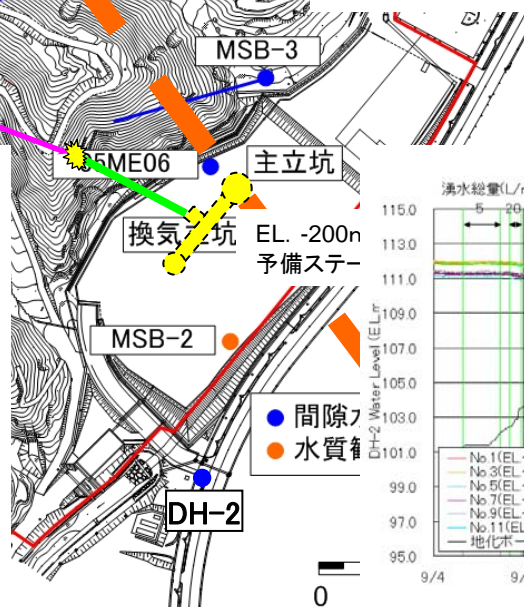 MSB-3
05ME06
主立坑
換気立坑
EL. -200m
予備ステー
MSB-2
間隙水
水質観
DH-2
0
湧水総量(L/m
5 20
DH-2 Water Level (E.L.m
115.0
113.0
111.0
109.0
107.0
105.0
103.0
101.0
99.0
97.0
95.0
No.1(EL.
No.3(EL.
No.5(EL.
No.7(EL.
No.9(EL.
No.11(EL
地化ボー
9/4 9/